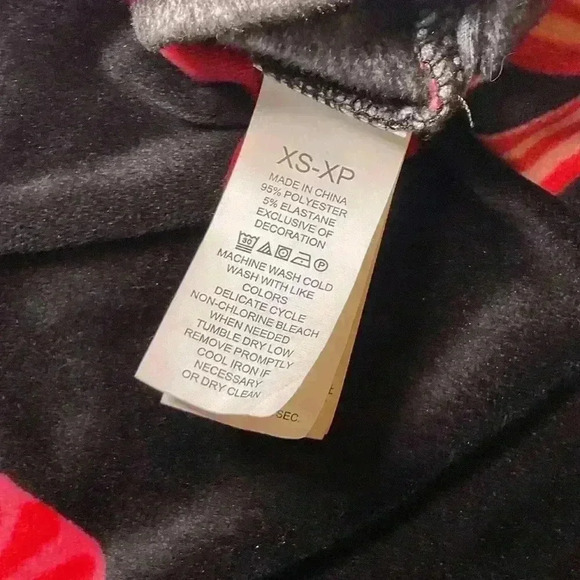 XS-XP
MADE IN CHINA
95% POLYESTER
5% ELASTANE
EXCLUSIVE OF
DECORATION
30 P
MACHINE WASH COLD
WASH WITH LIKE
COLORS
DELICATE CYCLE
NON-CHLORINE BLEACH
WHEN NEEDED
TUMBLE DRY LOW
REMOVE PROMPTLY
COOL IRON IF
NECESSARY
OR DRY CLEAN
SEC.